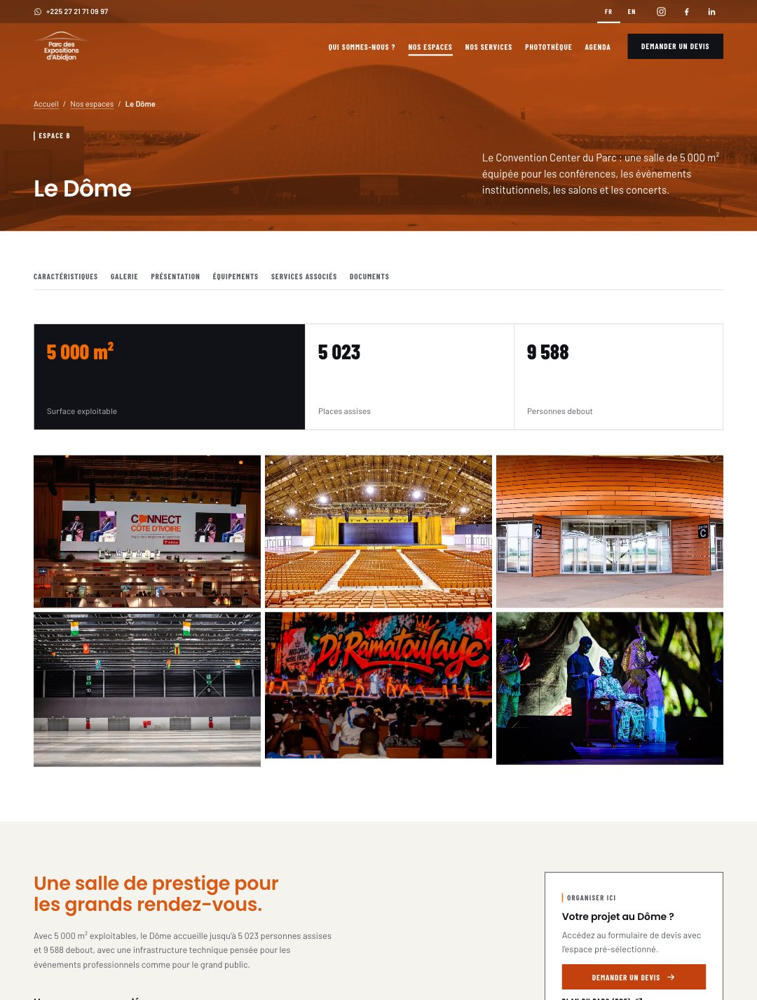 +225 27 21 71 09 97
FR EN
Parc des
Expositions
d'Abidjan
QUI SOMMES-NOUS ? NOS ESPACES NOS SERVICES PHOTOTHÈQUE AGENDA DEMANDER UN DEVIS
Accueil / Nos espaces / Le Dôme
ESPACE B
Le Dôme
Le Convention Center du Parc : une salle de 5 000 m²
équipée pour les conférences, les événements
institutionnels, les salons et les concerts.
CARACTÉRISTIQUES GALERIE PRÉSENTATION ÉQUIPEMENTS SERVICES ASSOCIÉS DOCUMENTS
5 000 m²
Surface exploitable
5 023
Places assises
9 588
Personnes debout
CONNECT
CÔTE D'IVOIRE
porte
C
C
10
9
ABIDJAN
NOTRE FIERTÉ
Dj Ramatoulaye
Une salle de prestige pour
les grands rendez-vous.
Avec 5 000 m² exploitables, le Dôme accueille jusqu'à 5 023 personnes assises
et 9 588 debout, avec une infrastructure technique pensée pour les
événements professionnels comme pour le grand public.
ORGANISER ICI
Votre projet au Dôme ?
Accédez au formulaire de devis avec
l'espace pré-sélectionné.
DEMANDER UN DEVIS